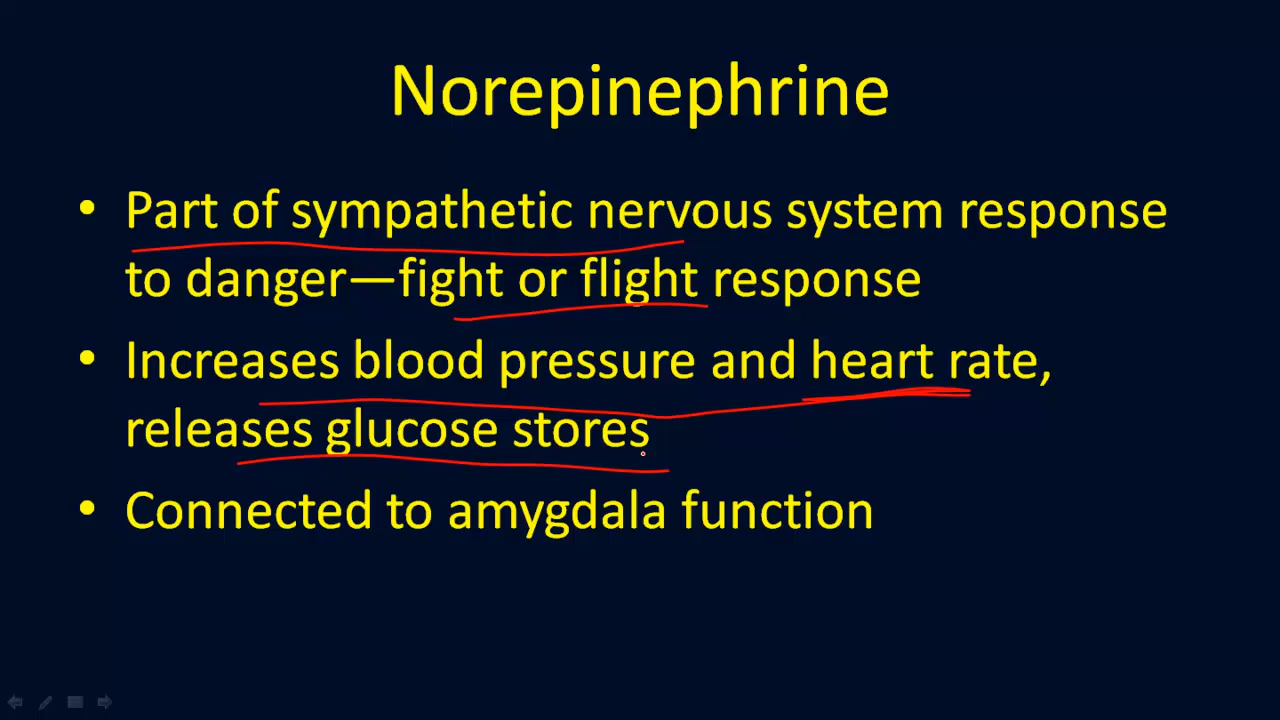 Norepinephrine
• Part of sympathetic nervous system response
to danger—fight or flight response
• Increases blood pressure and heart rate,
releases glucose stores
• Connected to amygdala function